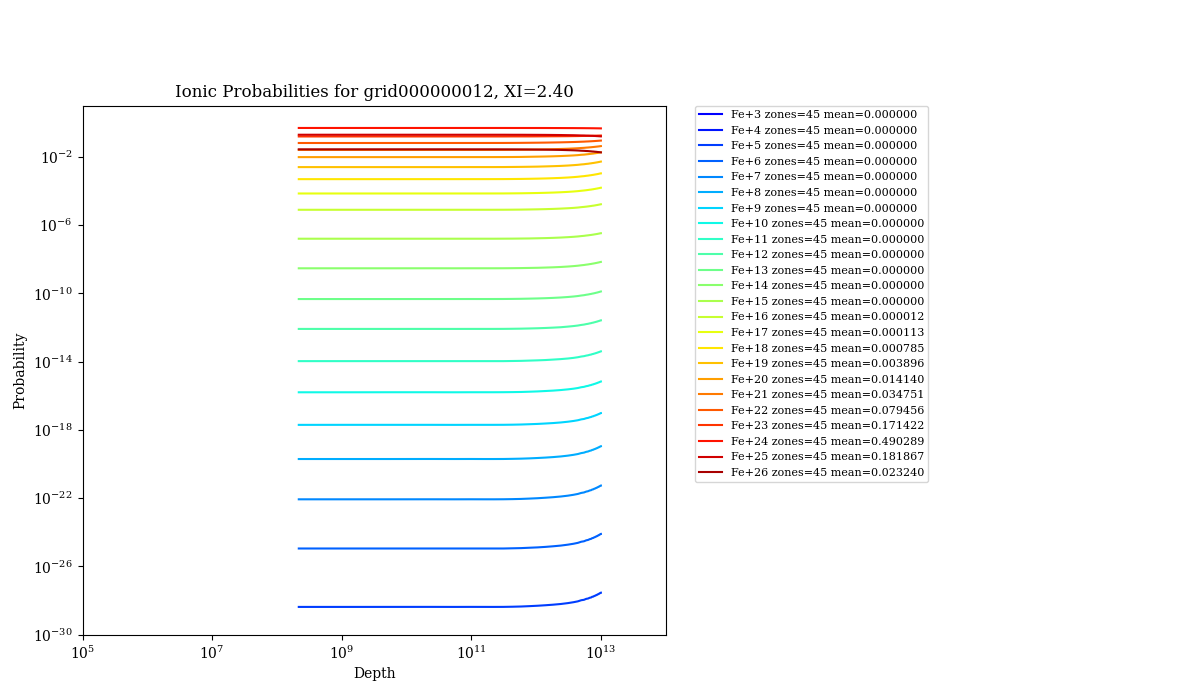 Ionic Probabilities for grid000000012, XI=2.40
Probability
10⁻²
10⁻⁶
10⁻¹⁰
10⁻¹⁴
10⁻¹⁸
10⁻²²
10⁻²⁶
10⁻³⁰
10⁵ 10⁷ 10⁹ 10¹¹ 10¹³
Depth
Fe+3 zones=45 mean=0.000000
Fe+4 zones=45 mean=0.000000
Fe+5 zones=45 mean=0.000000
Fe+6 zones=45 mean=0.000000
Fe+7 zones=45 mean=0.000000
Fe+8 zones=45 mean=0.000000
Fe+9 zones=45 mean=0.000000
Fe+10 zones=45 mean=0.000000
Fe+11 zones=45 mean=0.000000
Fe+12 zones=45 mean=0.000000
Fe+13 zones=45 mean=0.000000
Fe+14 zones=45 mean=0.000000
Fe+15 zones=45 mean=0.000000
Fe+16 zones=45 mean=0.000012
Fe+17 zones=45 mean=0.000113
Fe+18 zones=45 mean=0.000785
Fe+19 zones=45 mean=0.003896
Fe+20 zones=45 mean=0.014140
Fe+21 zones=45 mean=0.034751
Fe+22 zones=45 mean=0.079456
Fe+23 zones=45 mean=0.171422
Fe+24 zones=45 mean=0.490289
Fe+25 zones=45 mean=0.181867
Fe+26 zones=45 mean=0.023240